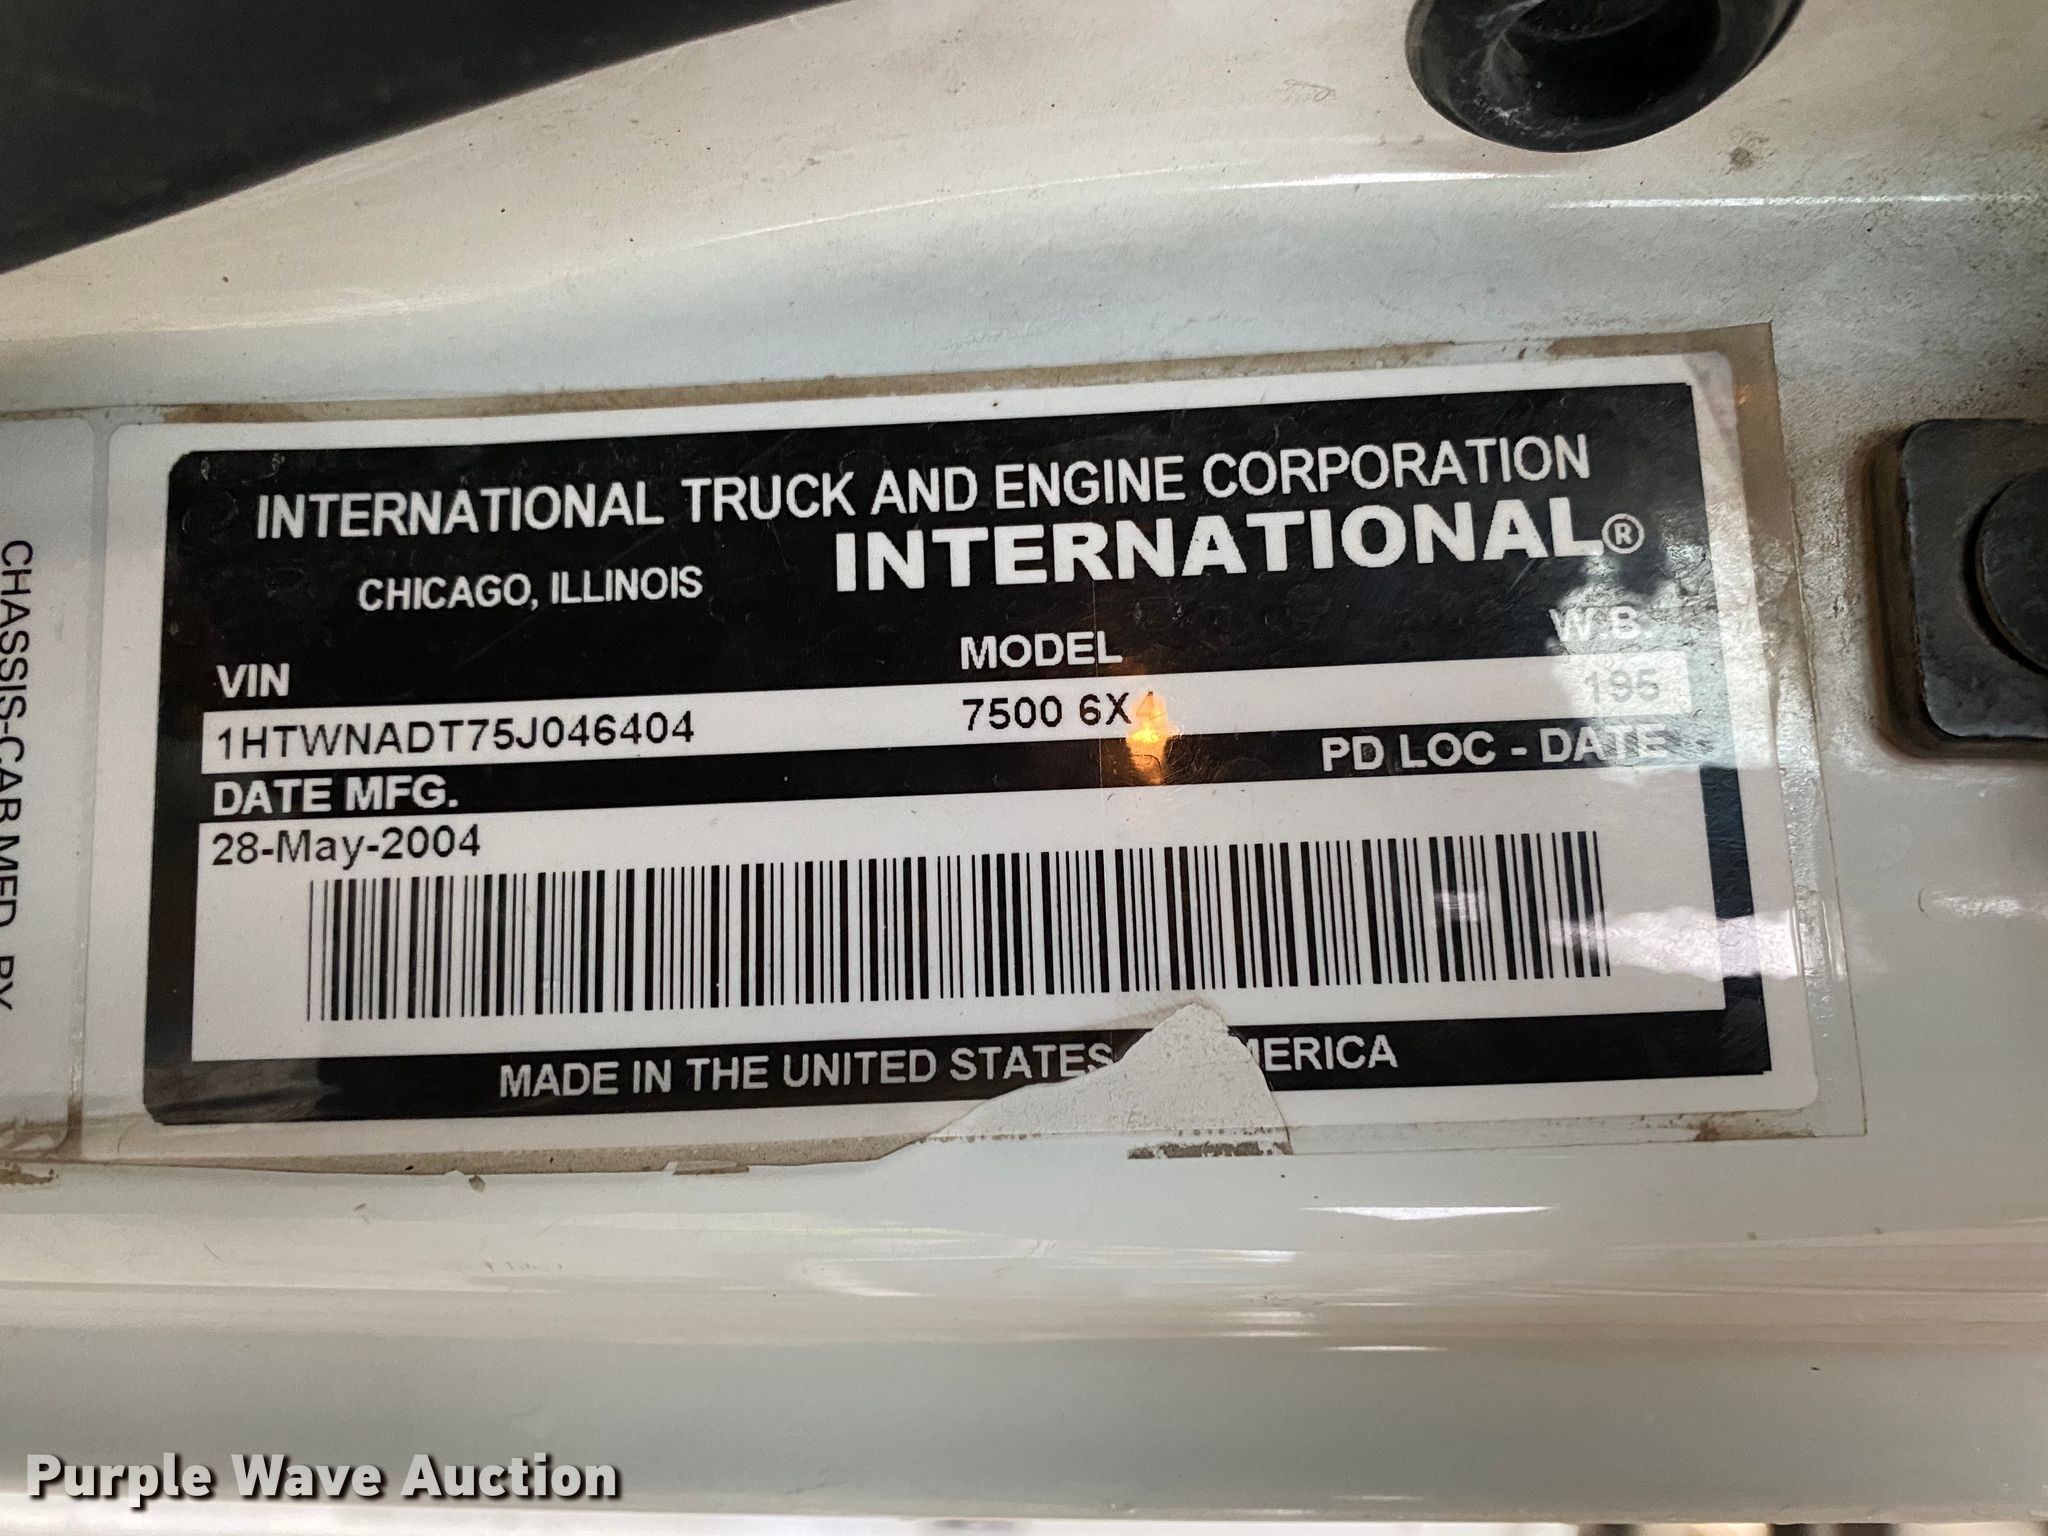 INTERNATIONAL TRUCK AND ENGINE CORPORATION
CHICAGO, ILLINOIS
INTERNATIONAL®
VIN
MODEL
W.B.
1HTWNADT75J046404
7500 6X4
195
DATE MFG.
PD LOC - DATE
28-May-2004
MADE IN THE UNITED STATES MERICA
CHASSIS-CAB MFD. BY
Purple Wave Auction